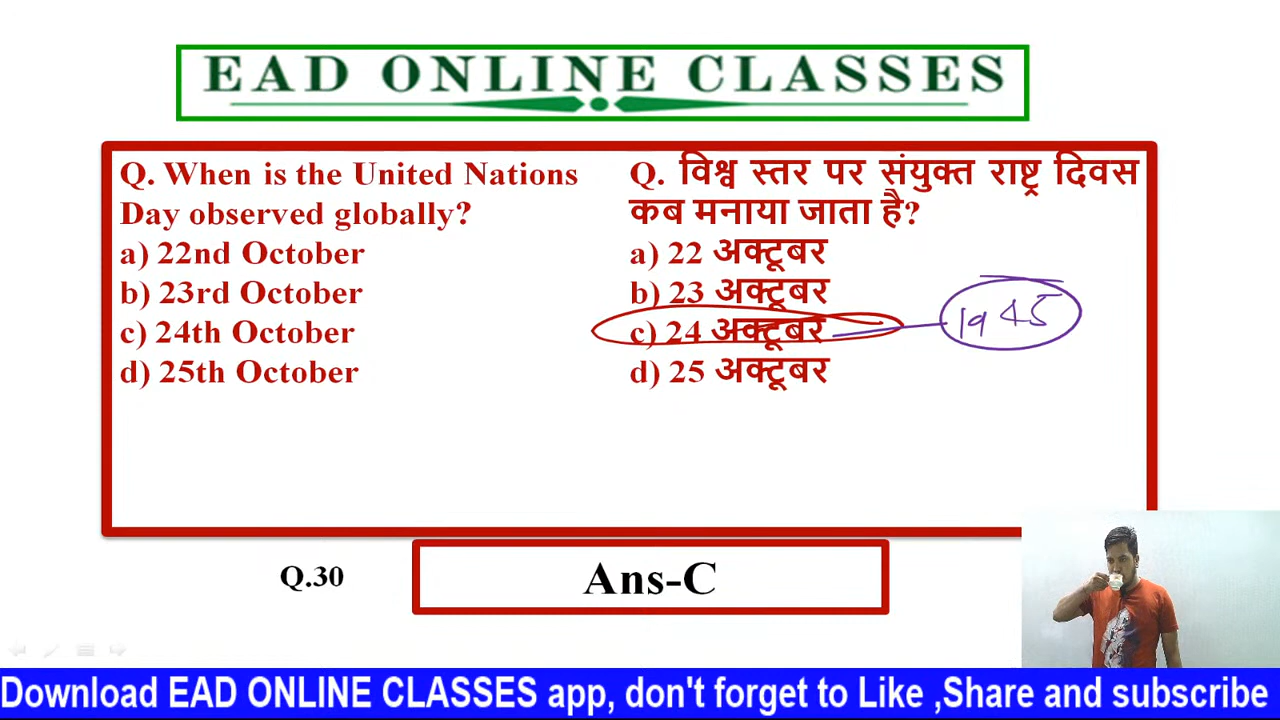 EAD ONLINE CLASSES
Q. When is the United Nations
Day observed globally?
a) 22nd October
b) 23rd October
c) 24th October
d) 25th October
Q. विश्व स्तर पर संयुक्त राष्ट्र दिवस
कब मनाया जाता है?
a) 22 अक्टूबर
b) 23 अक्टूबर
c) 24 अक्टूबर
d) 25 अक्टूबर
1945
Q.30
Ans-C
Download EAD ONLINE CLASSES app, don't forget to Like ,Share and subscribe